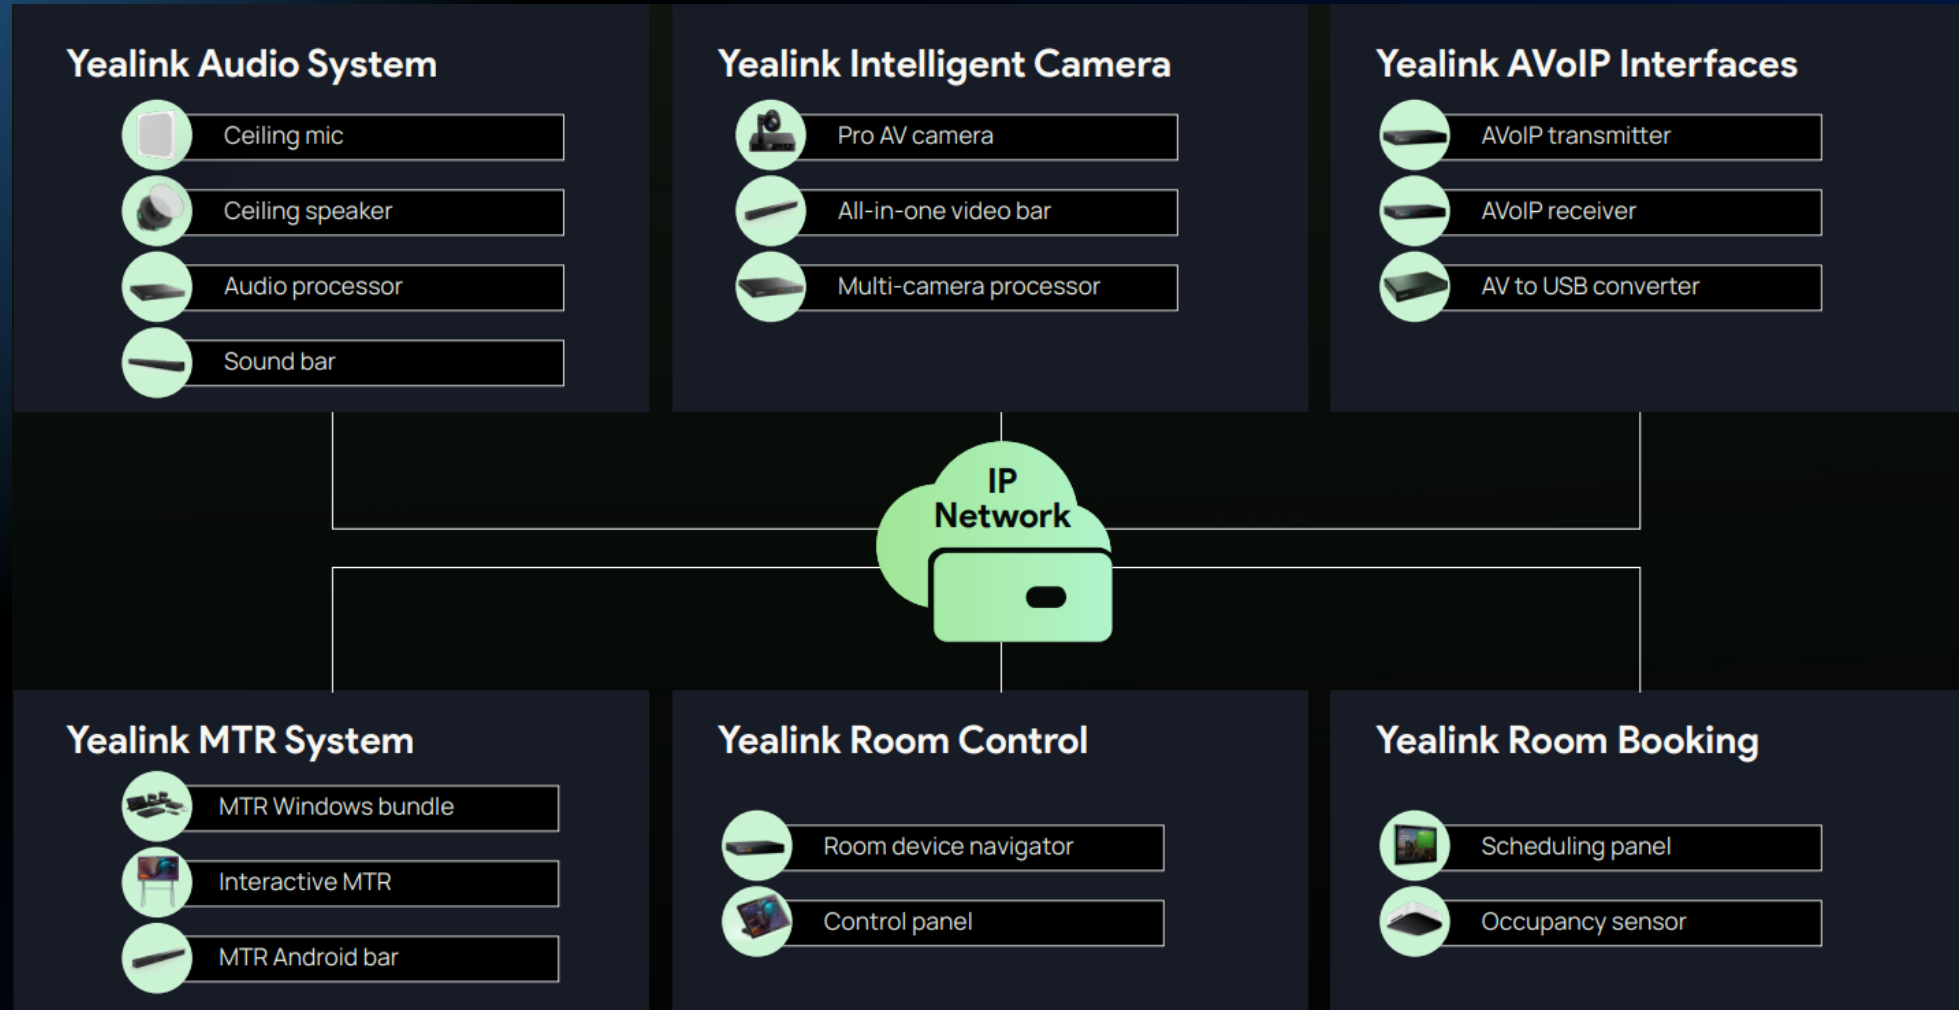 Yealink Audio System
Ceiling mic
Ceiling speaker
Audio processor
Sound bar
Yealink Intelligent Camera
Pro AV camera
All-in-one video bar
Multi-camera processor
Yealink AVoIP Interfaces
AVoIP transmitter
AVoIP receiver
AV to USB converter
IP
Network
Yealink MTR System
MTR Windows bundle
Interactive MTR
MTR Android bar
Yealink Room Control
Room device navigator
Control panel
Yealink Room Booking
Scheduling panel
Occupancy sensor